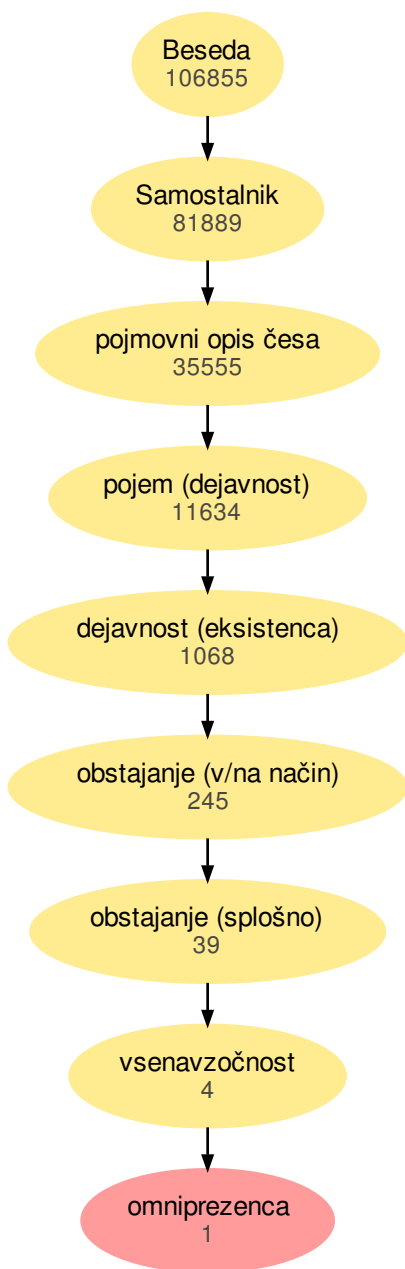 Beseda
106855
Samostalnik
81889
pojmovni opis česa
35555
pojem (dejavnost)
11634
dejavnost (eksistenca)
1068
obstajanje (v/na način)
245
obstajanje (splošno)
39
vsenavzočnost
4
omniprezenca
1